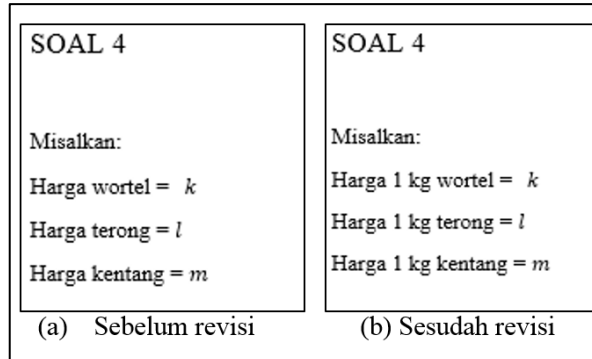 SOAL 4
Misalkan:
Harga wortel = k
Harga terong = l
Harga kentang = m
(a) Sebelum revisi
SOAL 4
Misalkan:
Harga 1 kg wortel = k
Harga 1 kg terong = l
Harga 1 kg kentang = m
(b) Sesudah revisi